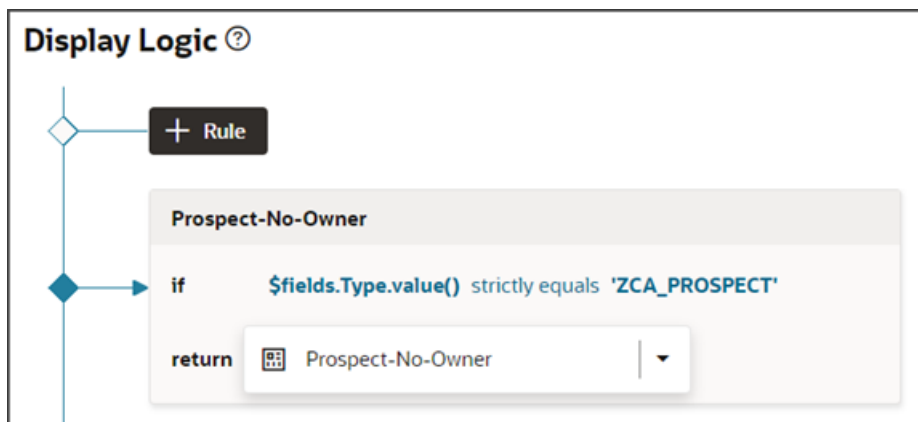 Display Logic ?
+ Rule
Prospect-No-Owner
if $fields.Type.value() strictly equals 'ZCA_PROSPECT'
return Prospect-No-Owner